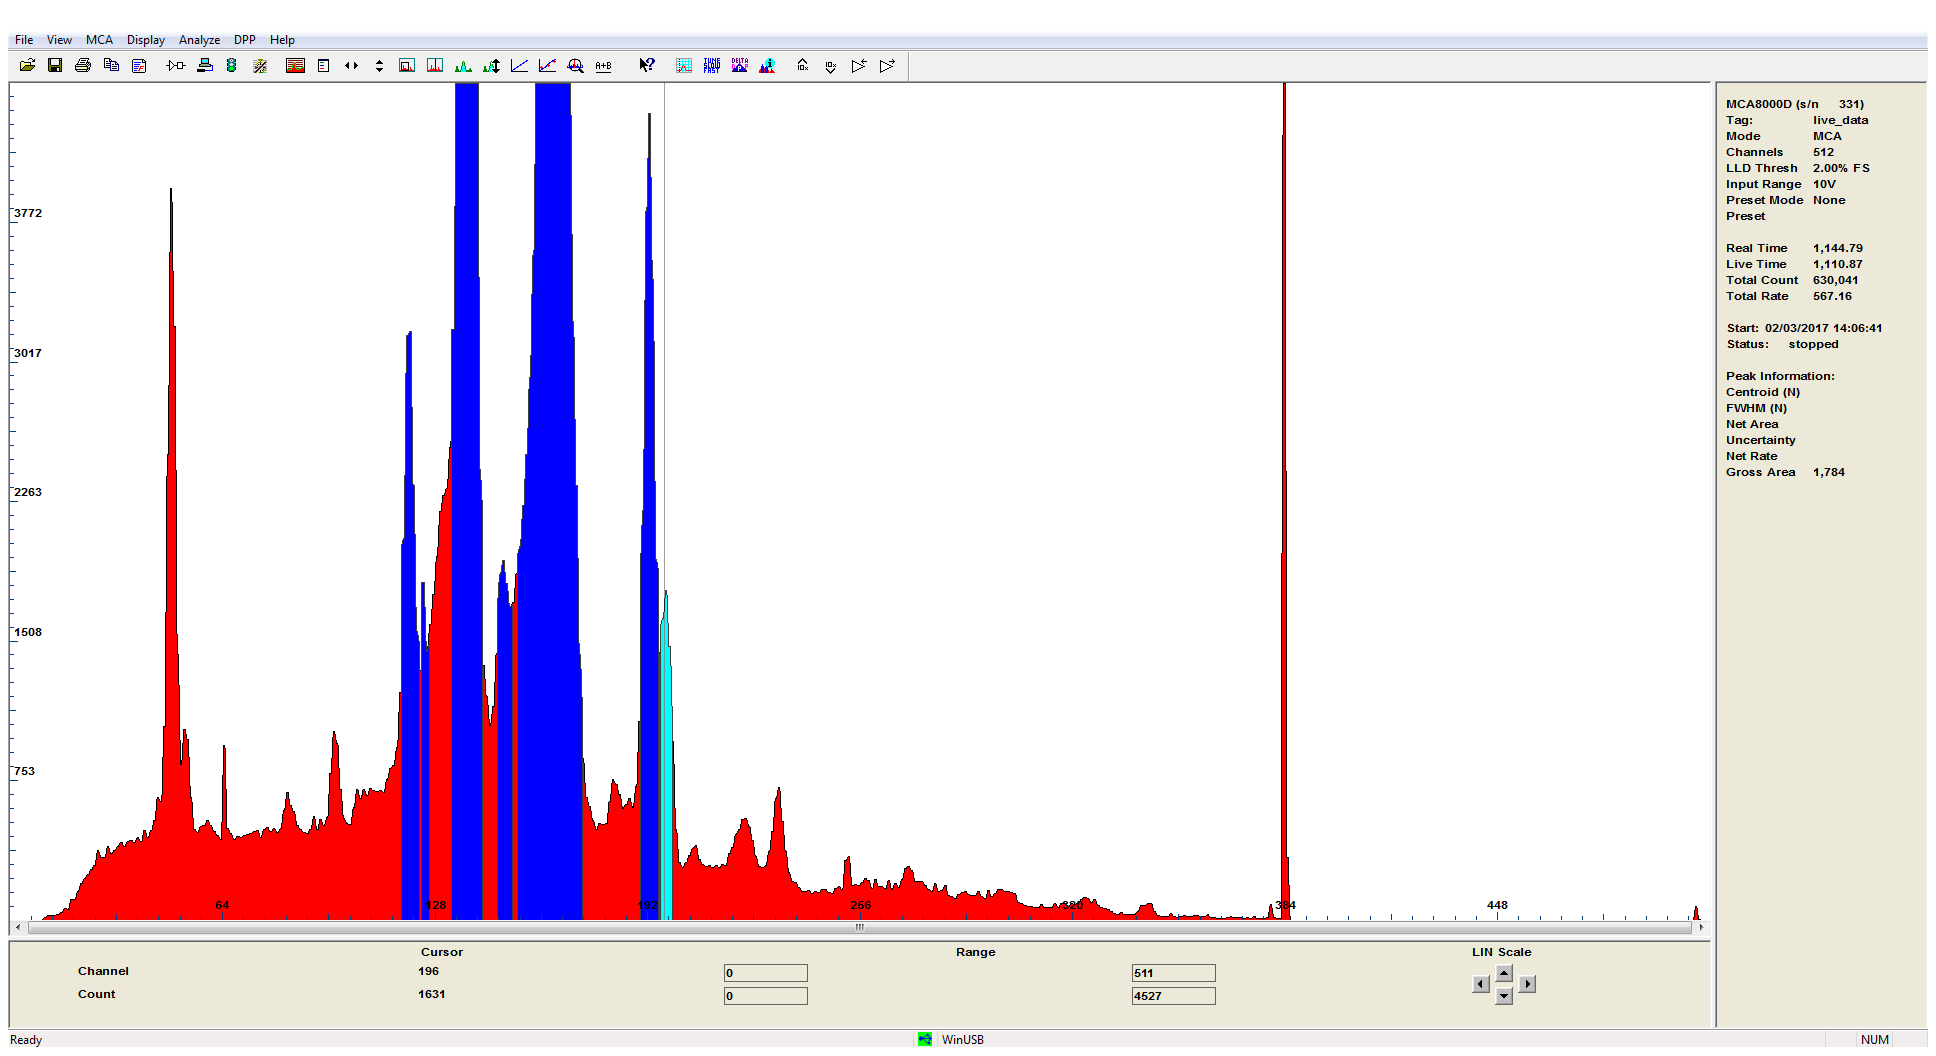 File View MCA Display Analyze DPP Help
3772
3017
2263
1508
753
64 128 192 256 320 384 448
MCA8000D (s/n 331)
Tag: live_data
Mode MCA
Channels 512
LLD Thresh 2.00% FS
Input Range 10V
Preset Mode None
Preset
Real Time 1,144.79
Live Time 1,110.87
Total Count 630,041
Total Rate 567.16
Start: 02/03/2017 14:06:41
Status: stopped
Peak Information:
Centroid (N)
FWHM (N)
Net Area
Uncertainty
Net Rate
Gross Area 1,784
Cursor Range LIN Scale
Channel 196 0 511
Count 1631 0 4527
Ready WinUSB NUM